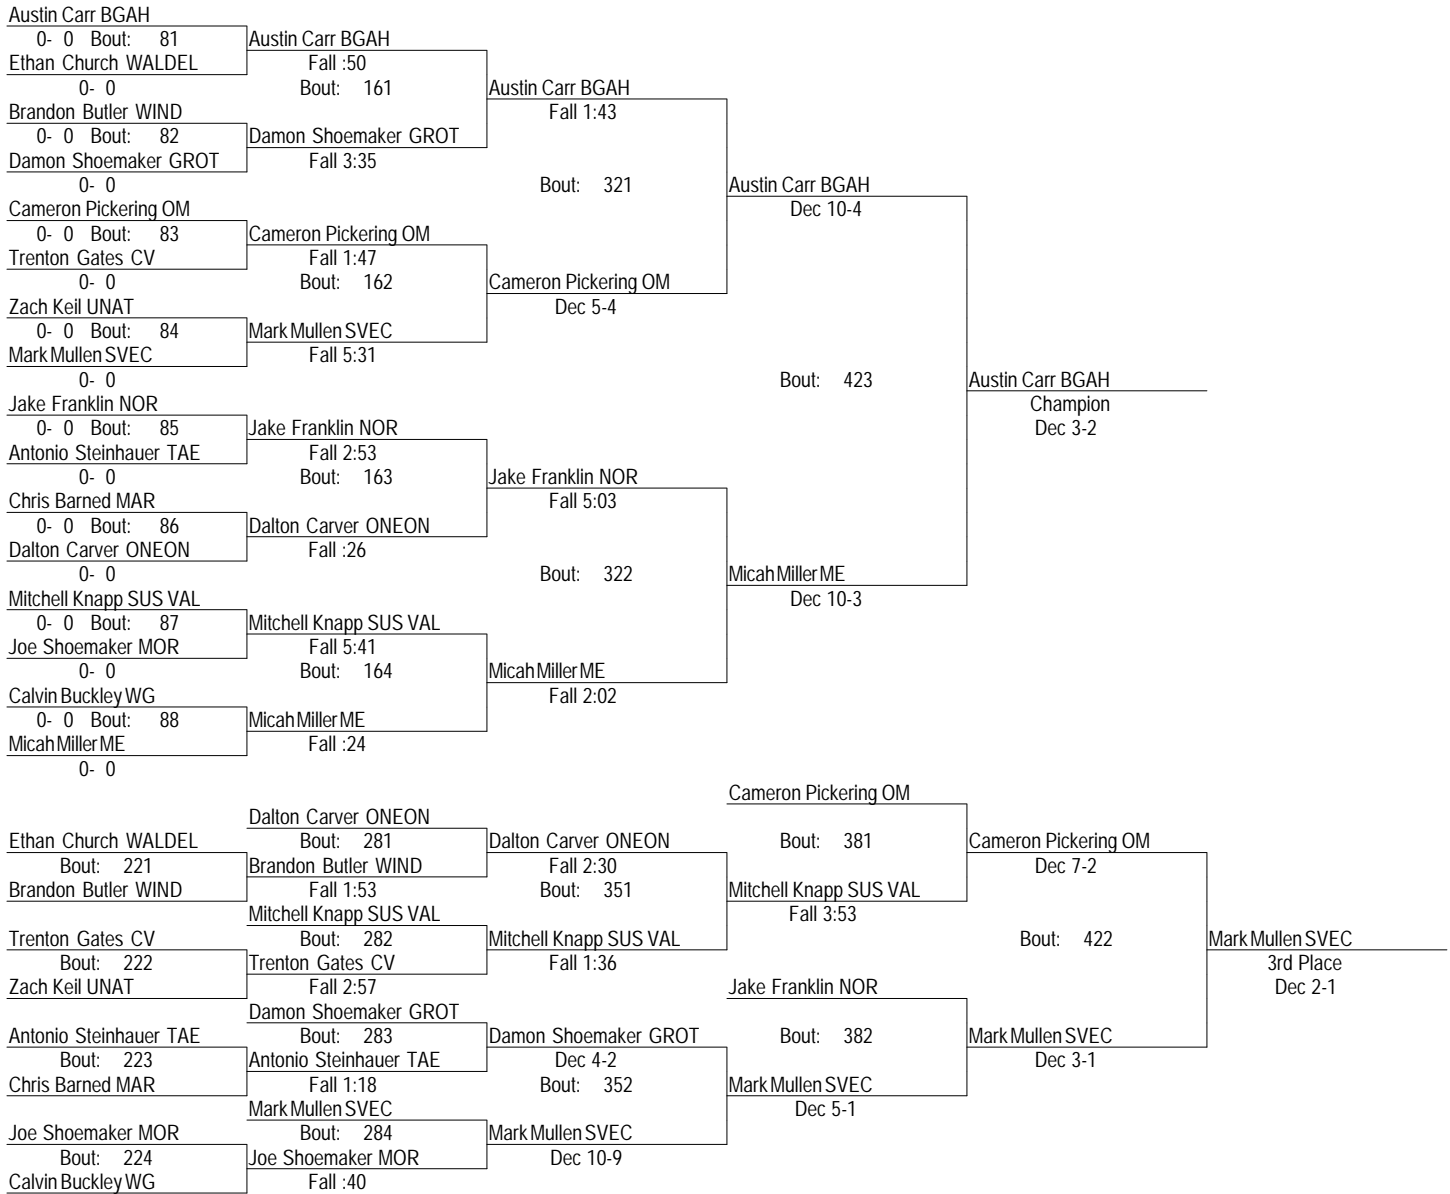 Austin Carr BGAH
0- 0 Bout: 81 Austin Carr BGAH
Ethan Church WALDEL Fall :50
0- 0 Bout: 161 Austin Carr BGAH
Brandon Butler WIND Fall 1:43
0- 0 Bout: 82 Damon Shoemaker GROT
Damon Shoemaker GROT Fall 3:35
0- 0 Bout: 321 Austin Carr BGAH
Cameron Pickering OM Dec 10-4
0- 0 Bout: 83 Cameron Pickering OM
Trenton Gates CV Fall 1:47
0- 0 Bout: 162 Cameron Pickering OM
Zach Keil UNAT Dec 5-4
0- 0 Bout: 84 Mark Mullen SVEC
Mark Mullen SVEC Fall 5:31
0- 0 Bout: 423 Austin Carr BGAH
Jake Franklin NOR Champion
0- 0 Bout: 85 Jake Franklin NOR Dec 3-2
Antonio Steinhauer TAE Fall 2:53
0- 0 Bout: 163 Jake Franklin NOR
Chris Barned MAR Fall 5:03
0- 0 Bout: 86 Dalton Carver ONEON
Dalton Carver ONEON Fall :26
0- 0 Bout: 322 Micah Miller ME
Mitchell Knapp SUS VAL Dec 10-3
0- 0 Bout: 87 Mitchell Knapp SUS VAL
Joe Shoemaker MOR Fall 5:41
0- 0 Bout: 164 Micah Miller ME
Calvin Buckley WG Fall 2:02
0- 0 Bout: 88 Micah Miller ME
Micah Miller ME Fall :24
0- 0
Cameron Pickering OM
Dalton Carver ONEON
Ethan Church WALDEL Bout: 281 Dalton Carver ONEON Bout: 381 Cameron Pickering OM
Bout: 221 Brandon Butler WIND Fall 2:30 Dec 7-2
Brandon Butler WIND Fall 1:53 Bout: 351 Mitchell Knapp SUS VAL
Mitchell Knapp SUS VAL Fall 3:53
Trenton Gates CV Bout: 282 Mitchell Knapp SUS VAL Bout: 422 Mark Mullen SVEC
Bout: 222 Trenton Gates CV Fall 1:36 3rd Place
Zach Keil UNAT Fall 2:57 Jake Franklin NOR Dec 2-1
Damon Shoemaker GROT
Antonio Steinhauer TAE Bout: 283 Damon Shoemaker GROT Bout: 382 Mark Mullen SVEC
Bout: 223 Antonio Steinhauer TAE Dec 4-2 Dec 3-1
Chris Barned MAR Fall 1:18 Bout: 352 Mark Mullen SVEC
Mark Mullen SVEC Dec 5-1
Joe Shoemaker MOR Bout: 284 Mark Mullen SVEC
Bout: 224 Joe Shoemaker MOR Dec 10-9
Calvin Buckley WG Fall :40